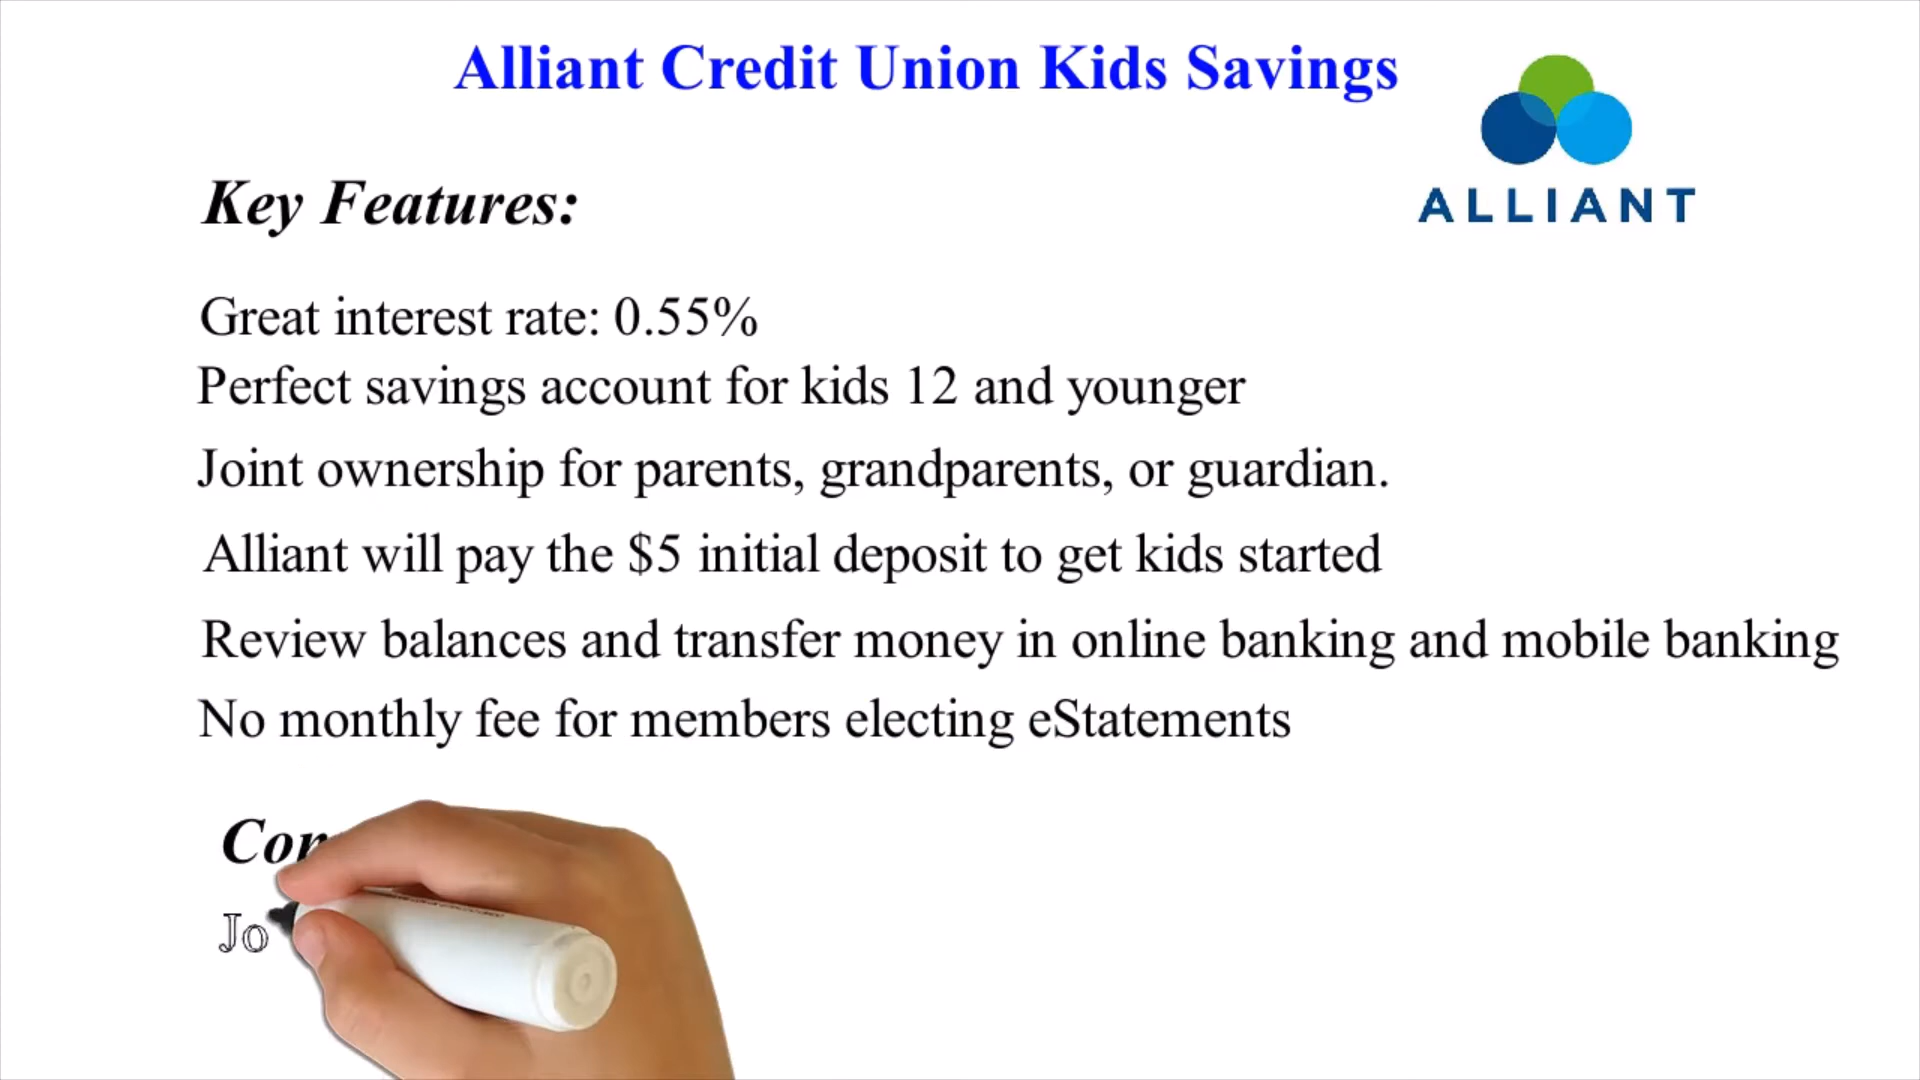 Alliant Credit Union Kids Savings
ALLIANT
Key Features:
Great interest rate: 0.55%
Perfect savings account for kids 12 and younger
Joint ownership for parents, grandparents, or guardian.
Alliant will pay the $5 initial deposit to get kids started
Review balances and transfer money in online banking and mobile banking
No monthly fee for members electing eStatements
Con
Jo